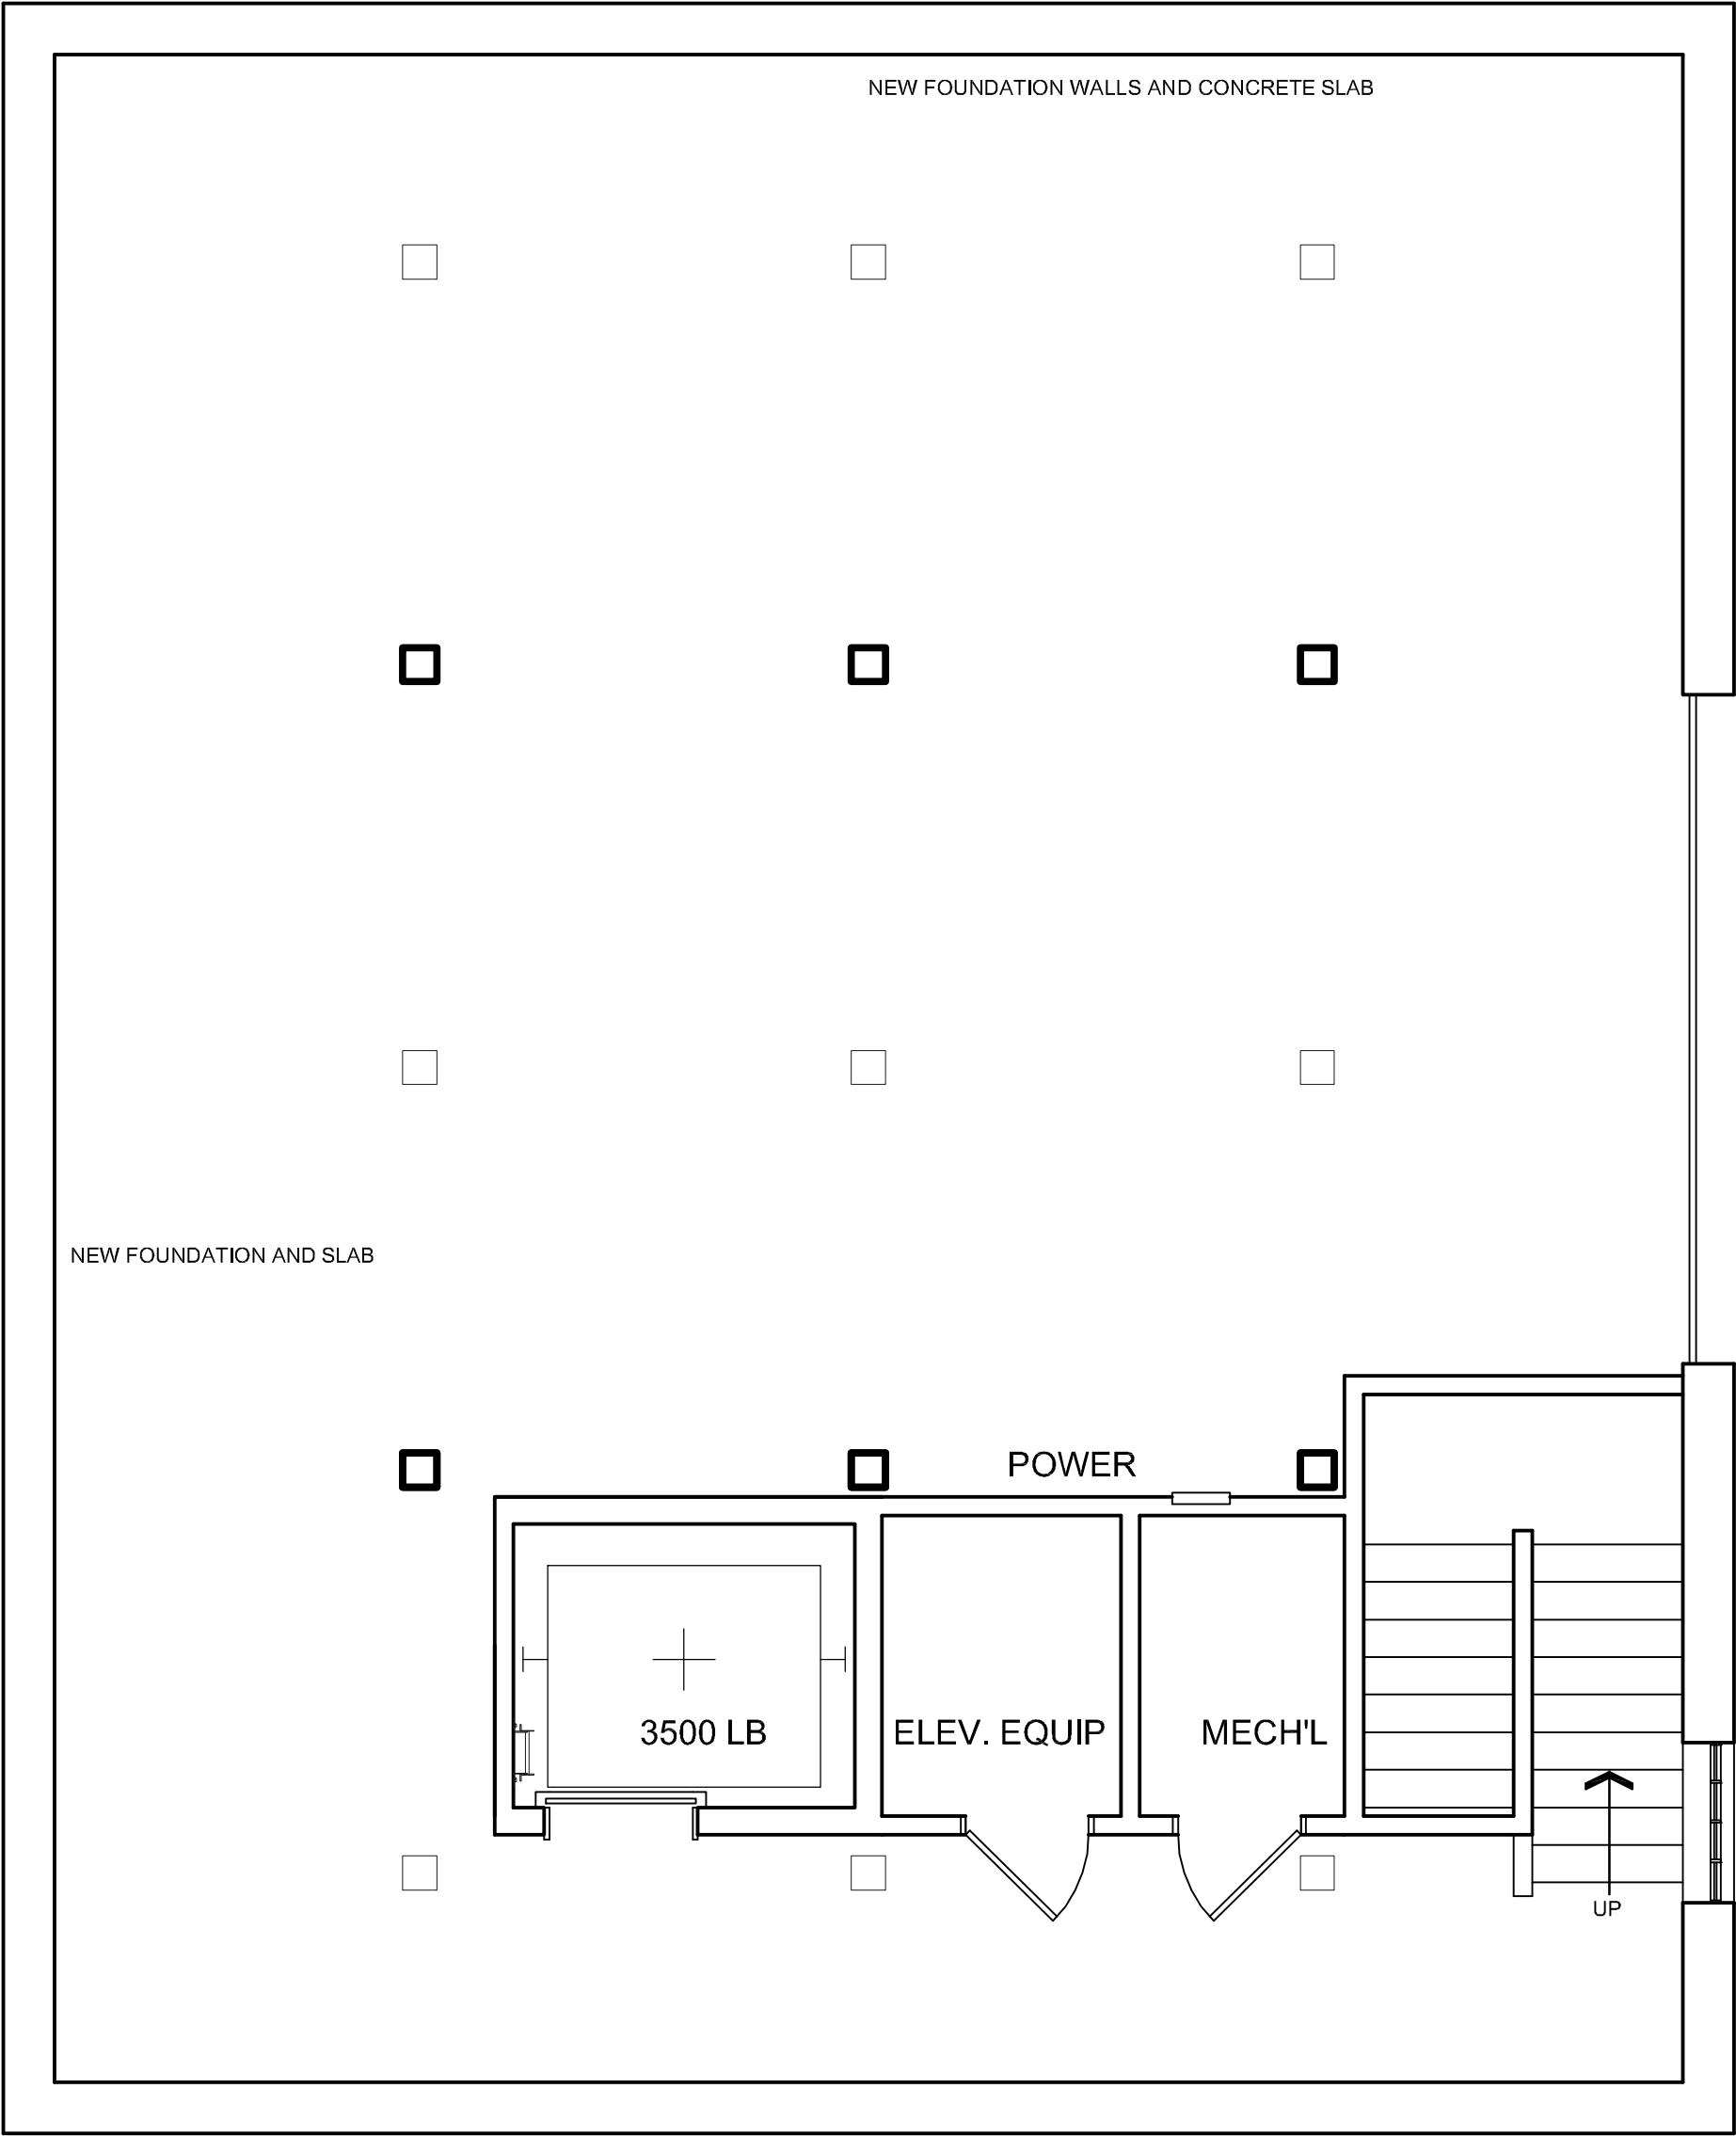 NEW FOUNDATION WALLS AND CONCRETE SLAB
NEW FOUNDATION AND SLAB
POWER
3500 LB
ELEV. EQUIP
MECH'L
UP